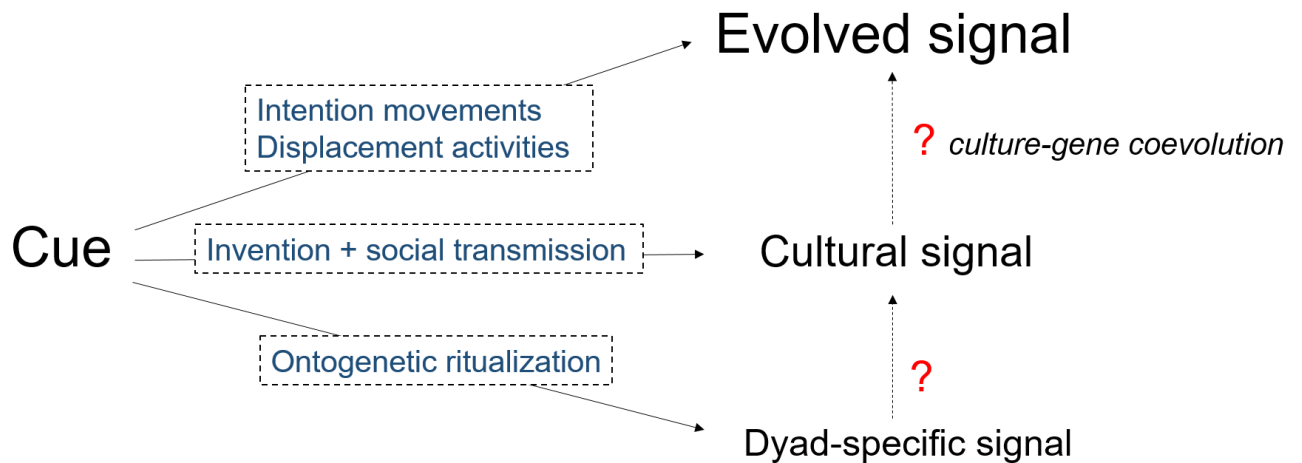 Evolved signal
Intention movements
Displacement activities
? culture-gene coevolution
Cue
Invention + social transmission
Cultural signal
Ontogenetic ritualization
?
Dyad-specific signal